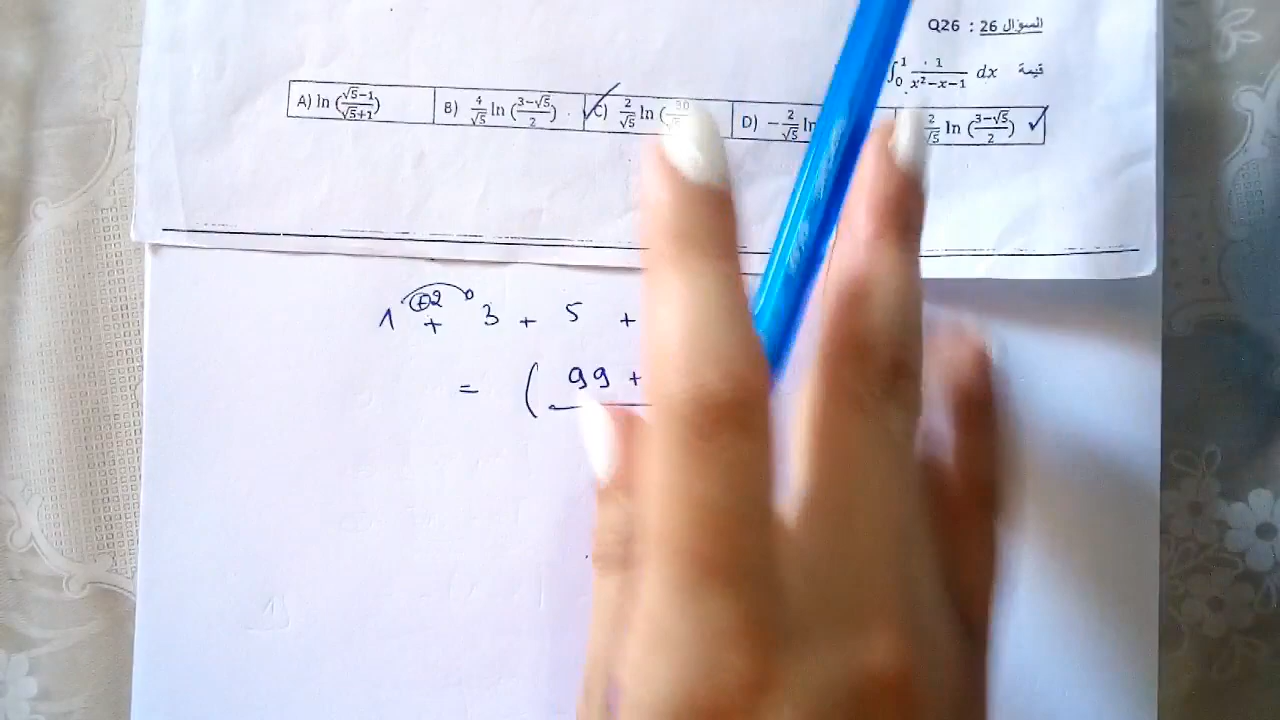 السؤال 26 : Q26
قيمة ∫₀¹ 1/(x²−x−1) dx
A) ln (√5−1/√5+1) B) 4/√5 ln (3−√5/2) . C) 2/√5 ln ( D) −2/√5 ln 2/√5 ln (3−√5/2) ✓
+2
1 + 3 + 5 +
= ( 99 +